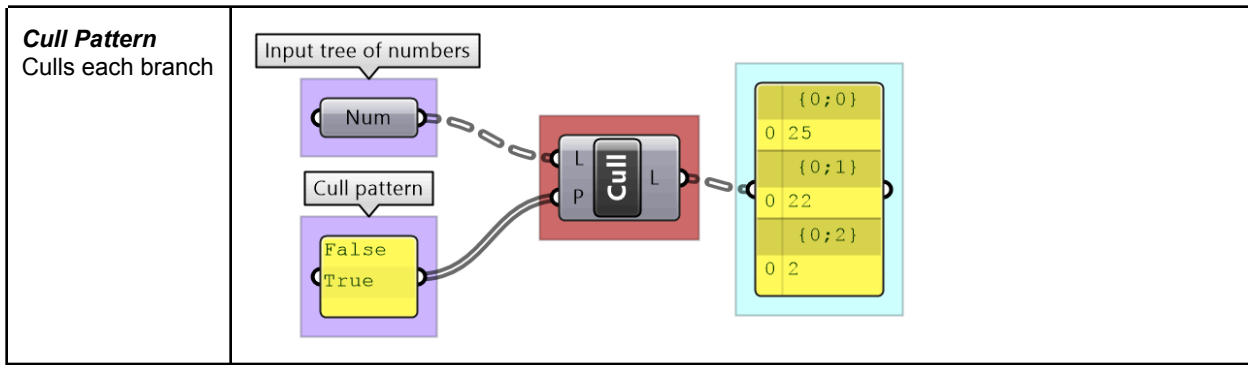 Cull Pattern
Culls each branch
Input tree of numbers
Num
Cull pattern
False
True
L
P
Cull
L
{0;0}
0 25
{0;1}
0 22
{0;2}
0 2